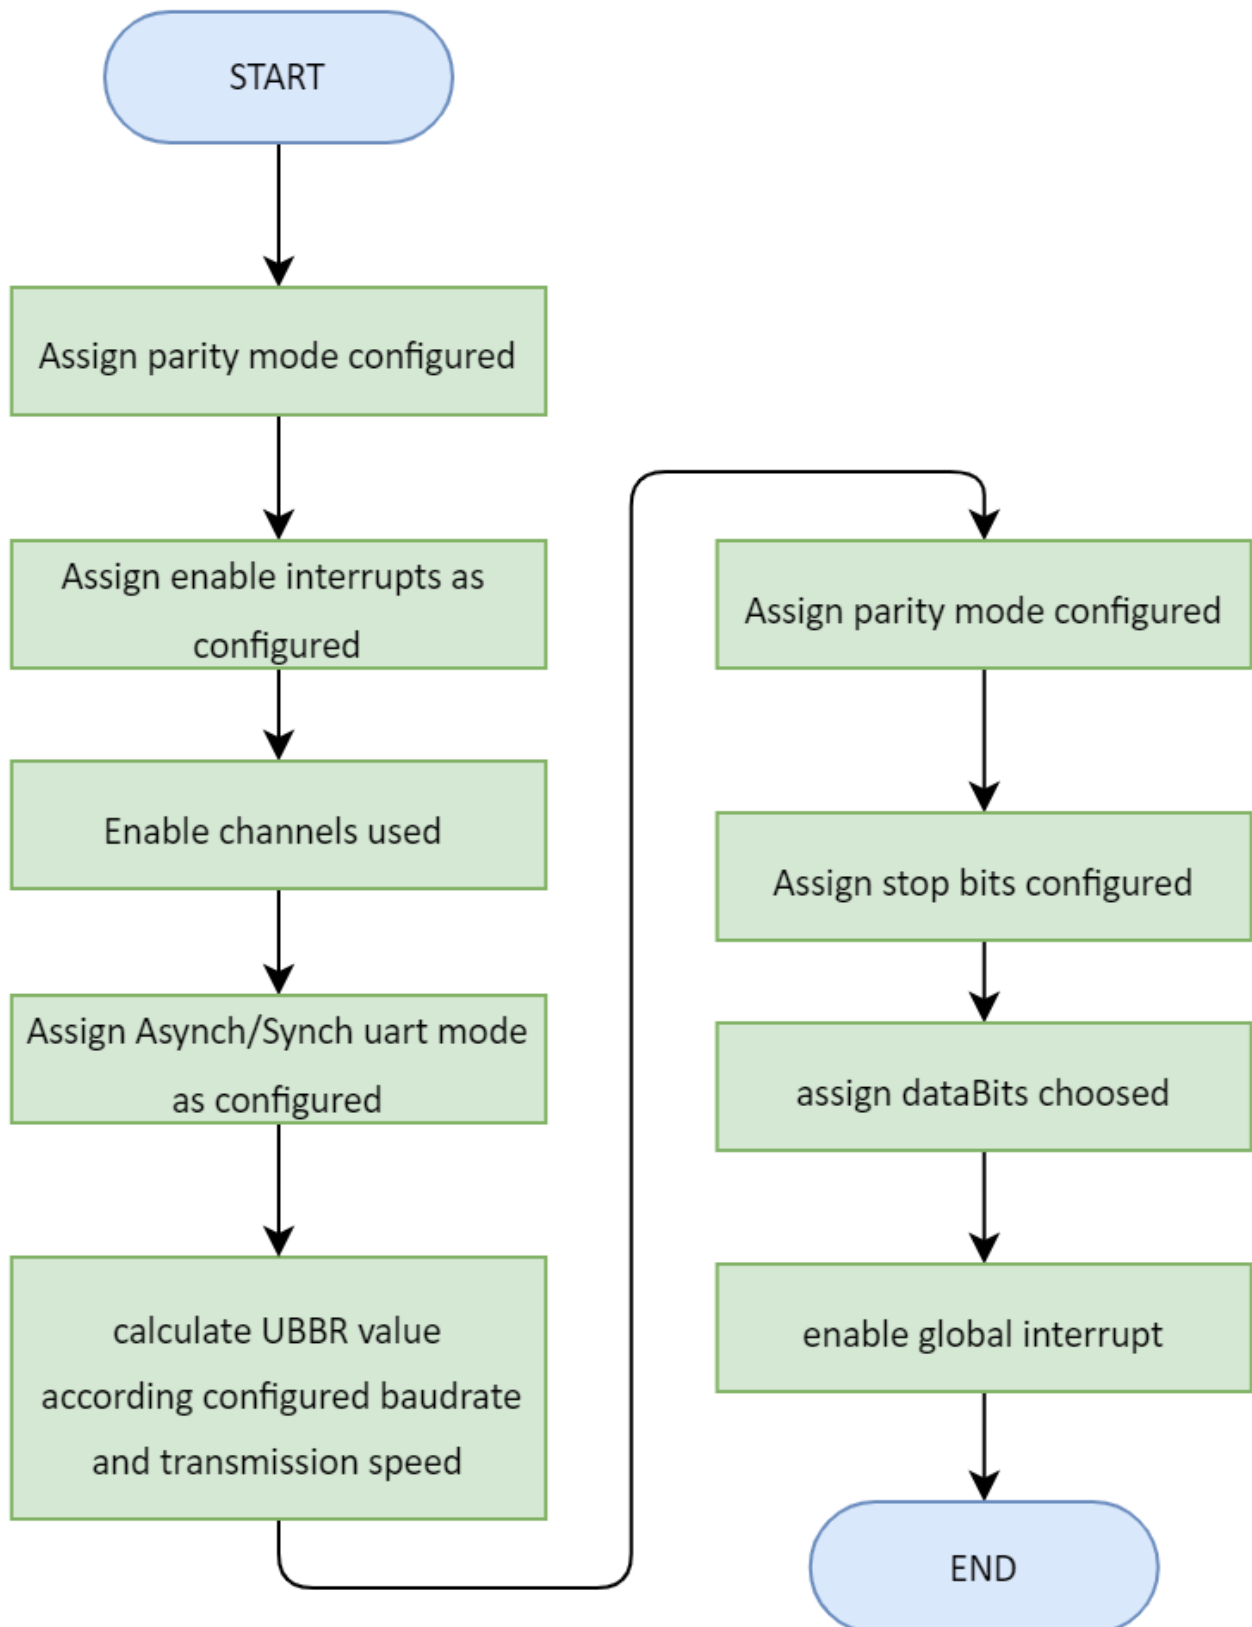 START
Assign parity mode configured
Assign enable interrupts as
configured
Enable channels used
Assign Asynch/Synch uart mode
as configured
calculate UBBR value
according configured baudrate
and transmission speed
Assign parity mode configured
Assign stop bits configured
assign dataBits choosed
enable global interrupt
END